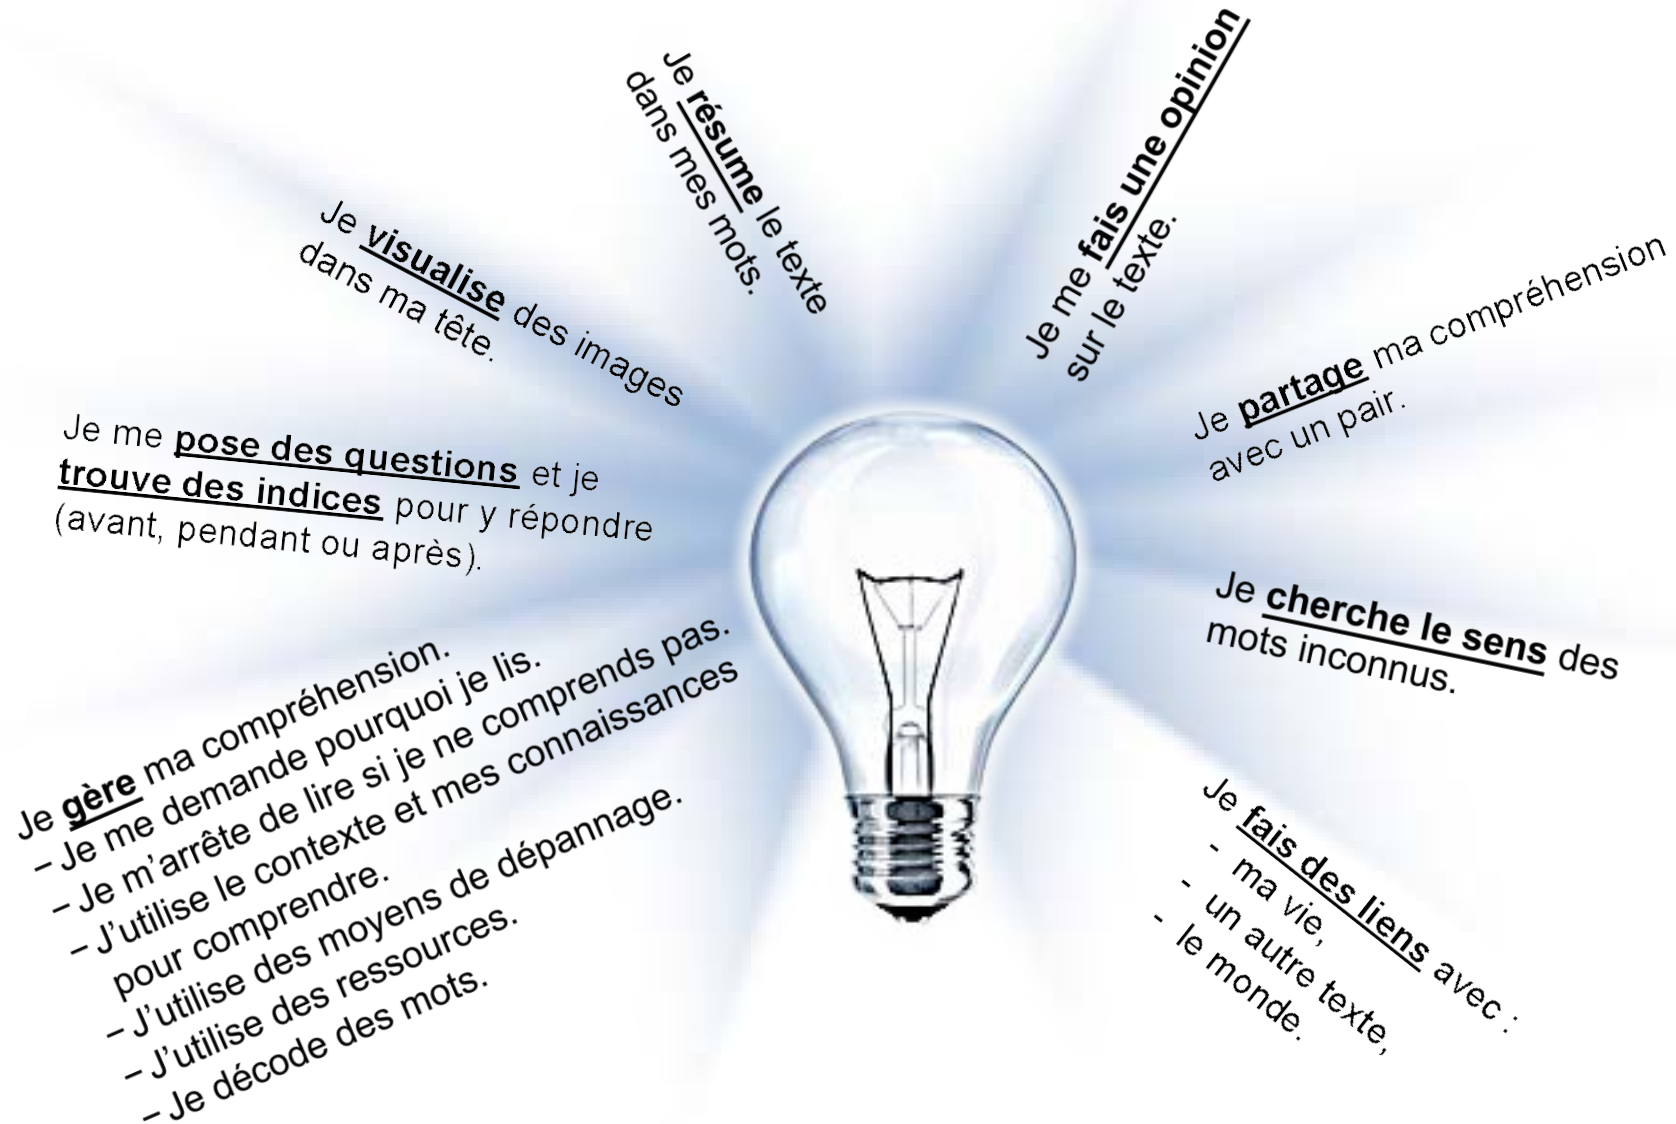 Je gère ma compréhension.
– Je me demande pourquoi je lis.
– Je m’arrête de lire si je ne comprends pas.
– J’utilise le contexte et mes connaissances
pour comprendre.
– J’utilise des moyens de dépannage.
– J’utilise des ressources.
– Je décode des mots.
Je me pose des questions et je
trouve des indices pour y répondre
(avant, pendant ou après).
Je visualise des images
dans ma tête.
Je résume le texte
dans mes mots.
Je me fais une opinion
sur le texte.
Je partage ma compréhension
avec un pair.
Je cherche le sens des
mots inconnus.
Je fais des liens avec :
- ma vie,
- un autre texte,
- le monde.